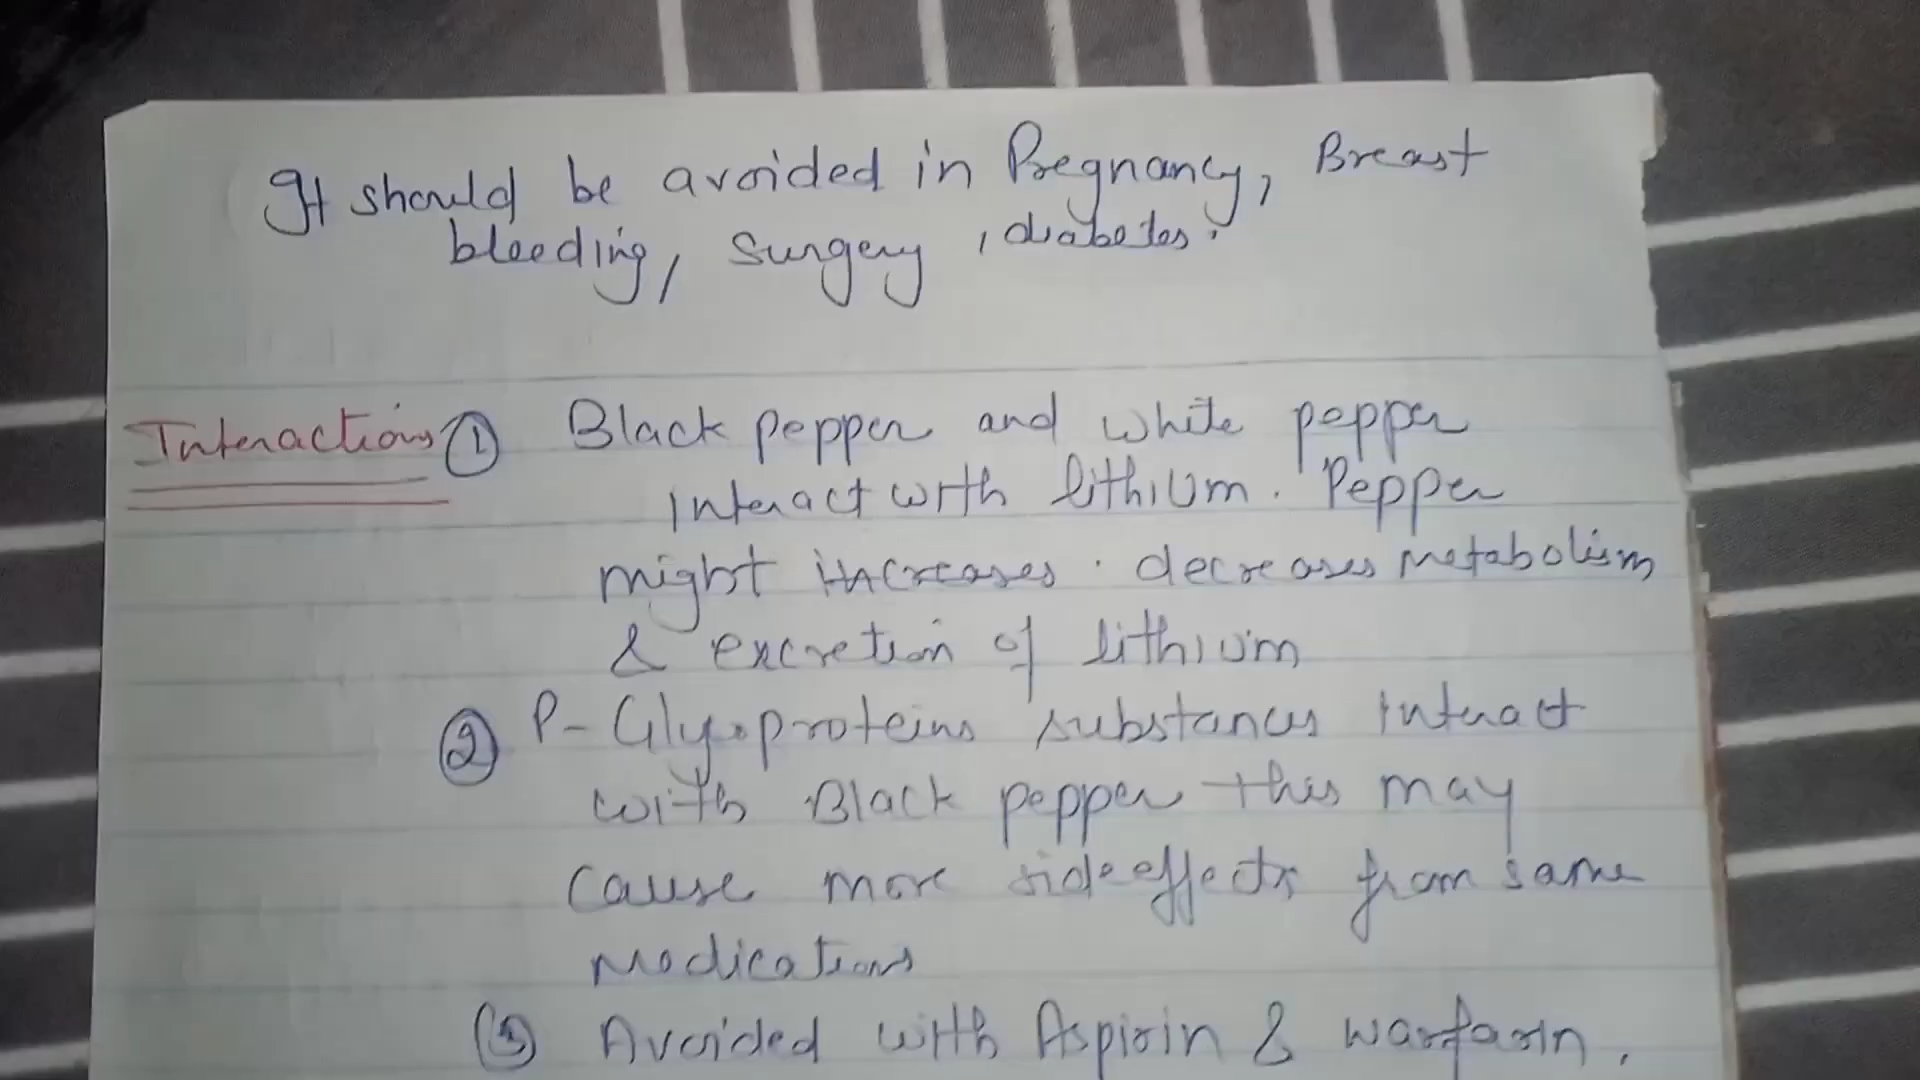 It should be avoided in Pregnancy, Breast
bleeding, surgery, diabetes.
Interactions ① Black pepper and white pepper
interact with lithium. Pepper
might increases. decreases metabolism
& excretion of lithium
② P-Glycoproteins substances interact
with Black pepper this may
cause more side effects from same
medications
③ Avoided with Aspirin & warfarin.